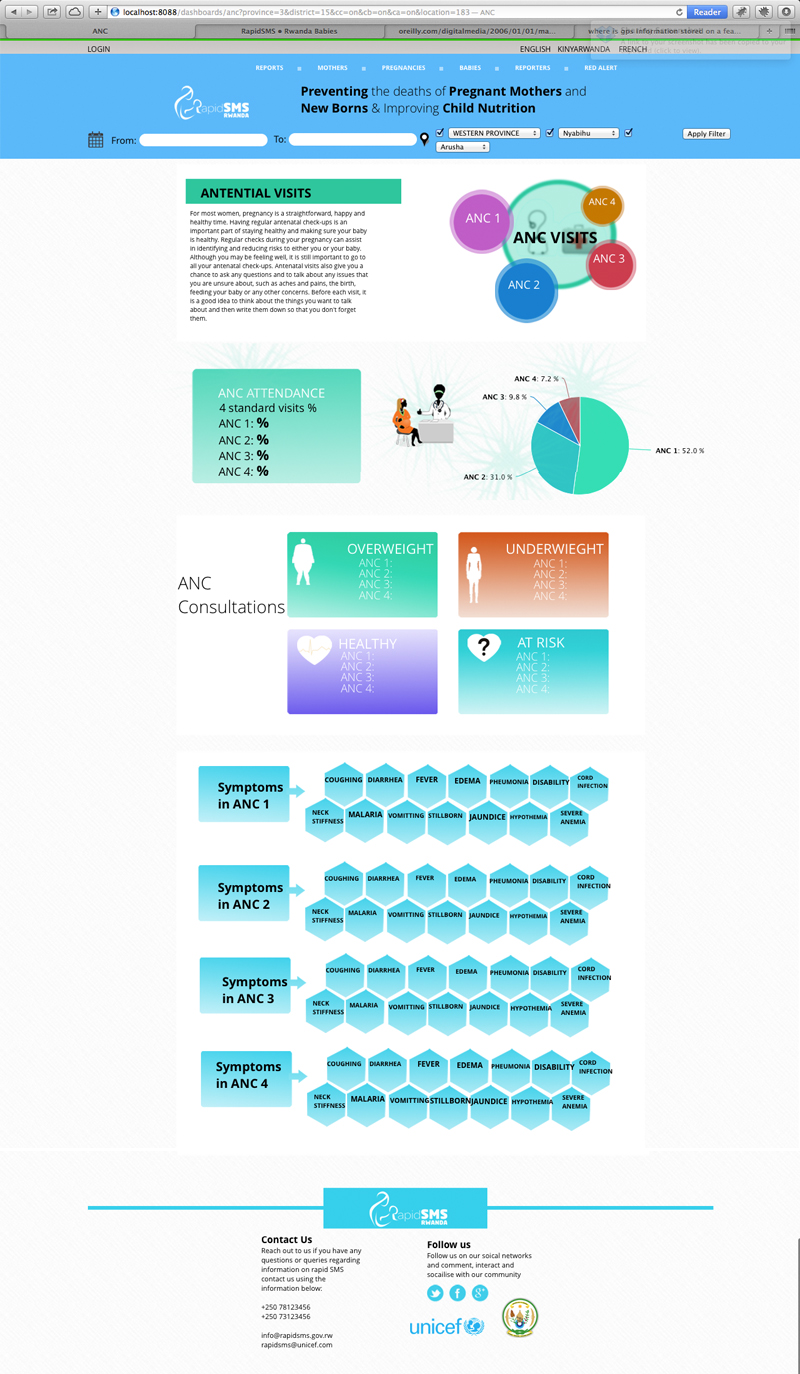 localhost:8088/dashboards/anc?province=3&district=15&cc=on&cb=on&ca=on&location=183 — ANC
Reader
ANC
RapidSMS • Rwanda Babies
oreilly.com/digitalmedia/2006/01/01/ma...
where is gps information stored on a fea...
LOGIN
ENGLISH KINYARWANDA FRENCH
REPORTS MOTHERS PREGNANCIES BABIES REPORTERS RED ALERT
RapidSMS
RWANDA
Preventing the deaths of Pregnant Mothers and
New Borns & Improving Child Nutrition
From: To: WESTERN PROVINCE Nyabihu Apply Filter
Arusha
ANTENTIAL VISITS
For most women, pregnancy is a straightforward, happy and
healthy time. Having regular antenatal check-ups is an
important part of staying healthy and making sure your baby
is healthy. Regular checks during your pregnancy can assist
in identifying and reducing risks to either you or your baby.
Although you may be feeling well, it is still important to go to
all your antenatal check-ups. Antenatal visits also give you a
chance to ask any questions and to talk about any issues that
you are unsure about, such as aches and pains, the birth,
feeding your baby or any other concerns. Before each visit, it
is a good idea to think about the things you want to talk
about and then write them down so that you don't forget
them.
ANC 1
ANC 4
ANC VISITS
ANC 3
ANC 2
ANC ATTENDANCE
4 standard visits %
ANC 1: %
ANC 2: %
ANC 3: %
ANC 4: %
ANC 4: 7.2 %
ANC 3: 9.8 %
ANC 1: 52.0 %
ANC 2: 31.0 %
ANC
Consultations
OVERWEIGHT
ANC 1:
ANC 2:
ANC 3:
ANC 4:
UNDERWIEGHT
ANC 1:
ANC 2:
ANC 3:
ANC 4:
HEALTHY
ANC 1:
ANC 2:
ANC 3:
ANC 4:
?
AT RISK
ANC 1:
ANC 2:
ANC 3:
ANC 4:
Symptoms
in ANC 1
COUGHING DIARRHEA FEVER EDEMA PHEUMONIA DISABILITY CORD
INFECTION
NECK
STIFFNESS MALARIA VOMITTING STILLBORN JAUNDICE HYPOTHEMIA SEVERE
ANEMIA
Symptoms
in ANC 2
COUGHING DIARRHEA FEVER EDEMA PHEUMONIA DISABILITY CORD
INFECTION
NECK
STIFFNESS MALARIA VOMITTING STILLBORN JAUNDICE HYPOTHEMIA SEVERE
ANEMIA
Symptoms
in ANC 3
COUGHING DIARRHEA FEVER EDEMA PHEUMONIA DISABILITY CORD
INFECTION
NECK
STIFFNESS MALARIA VOMITTING STILLBORN JAUNDICE HYPOTHEMIA SEVERE
ANEMIA
Symptoms
in ANC 4
COUGHING DIARRHEA FEVER EDEMA PHEUMONIA DISABILITY CORD
INFECTION
NECK
STIFFNESS MALARIA VOMITTING STILLBORN JAUNDICE HYPOTHEMIA SEVERE
ANEMIA
RapidSMS
RWANDA
Contact Us
Reach out to us if you have any
questions or queries regarding
information on rapid SMS
contact us using the
information below:
+250 78123456
+250 73123456
info@rapidsms.gov.rw
rapidsms@unicef.com
Follow us
Follow us on our soical networks
and comment, interact and
socailise with our community
unicef